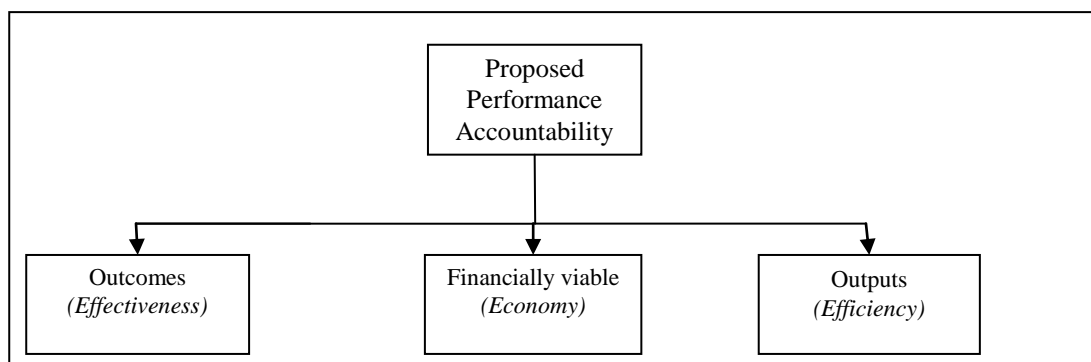 Proposed
Performance
Accountability
Outcomes
(Effectiveness)
Financially viable
(Economy)
Outputs
(Efficiency)